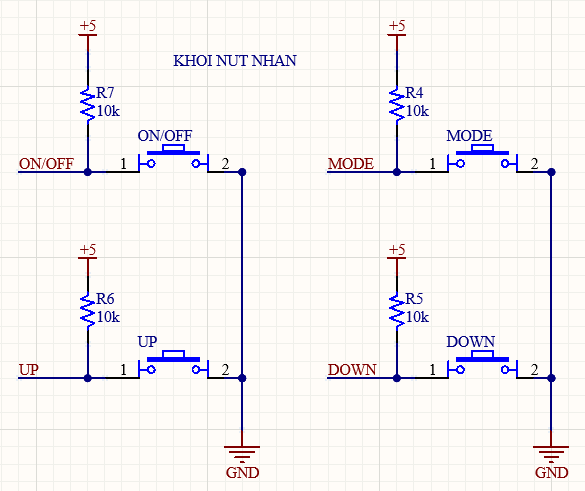 +5
+5
KHOI NUT NHAN
R7
10k
R4
10k
ON/OFF
MODE
ON/OFF
1
2
MODE
1
2
+5
+5
R6
10k
R5
10k
UP
DOWN
UP
1
2
DOWN
1
2
GND
GND